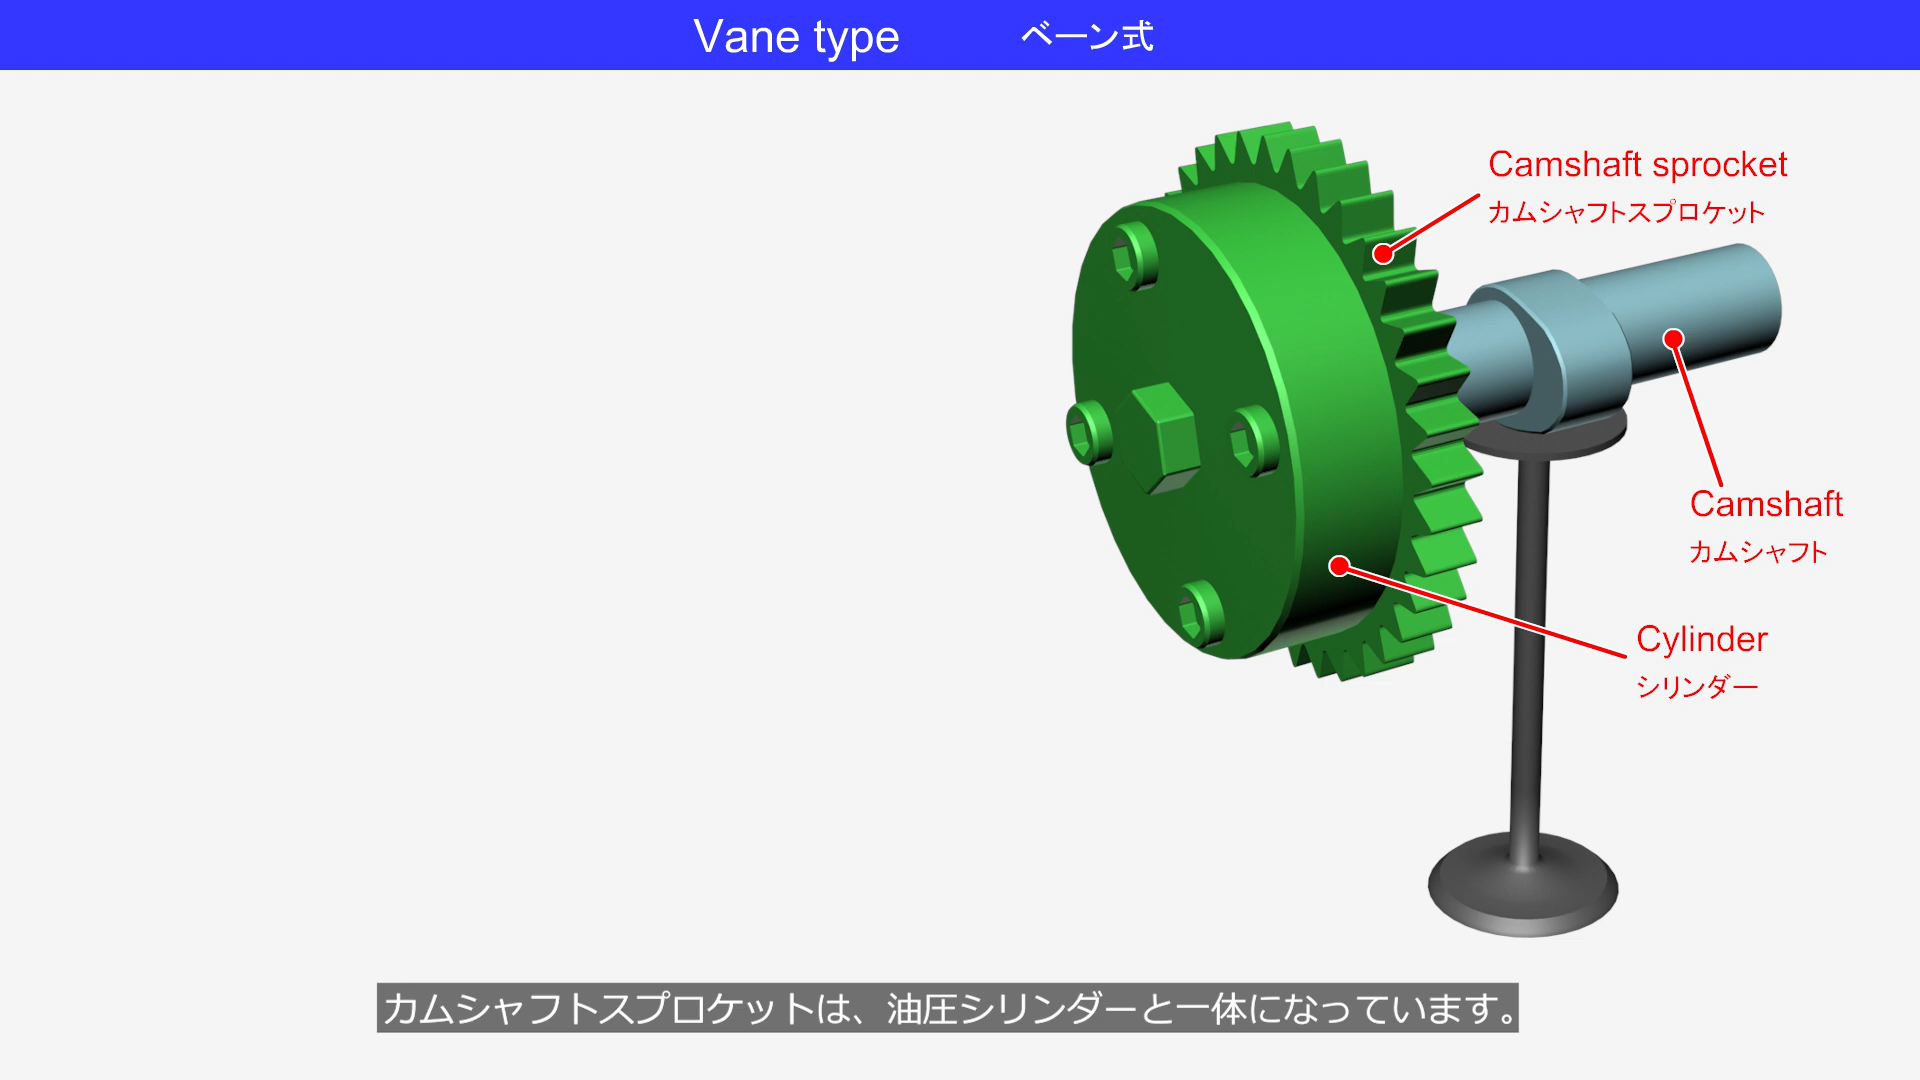 Vane type ベーン式
Camshaft sprocket
カムシャフトスプロケット
Camshaft
カムシャフト
Cylinder
シリンダー
カムシャフトスプロケットは、油圧シリンダーと一体になっています。